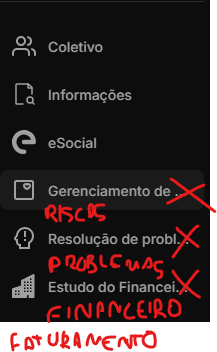 Coletivo
Informações
eSocial
Gerenciamento de ...
RISCOS
Resolução de probl...
PROBLEMAS
Estudo do Financei...
FINANCEIRO
FATURAMENTO